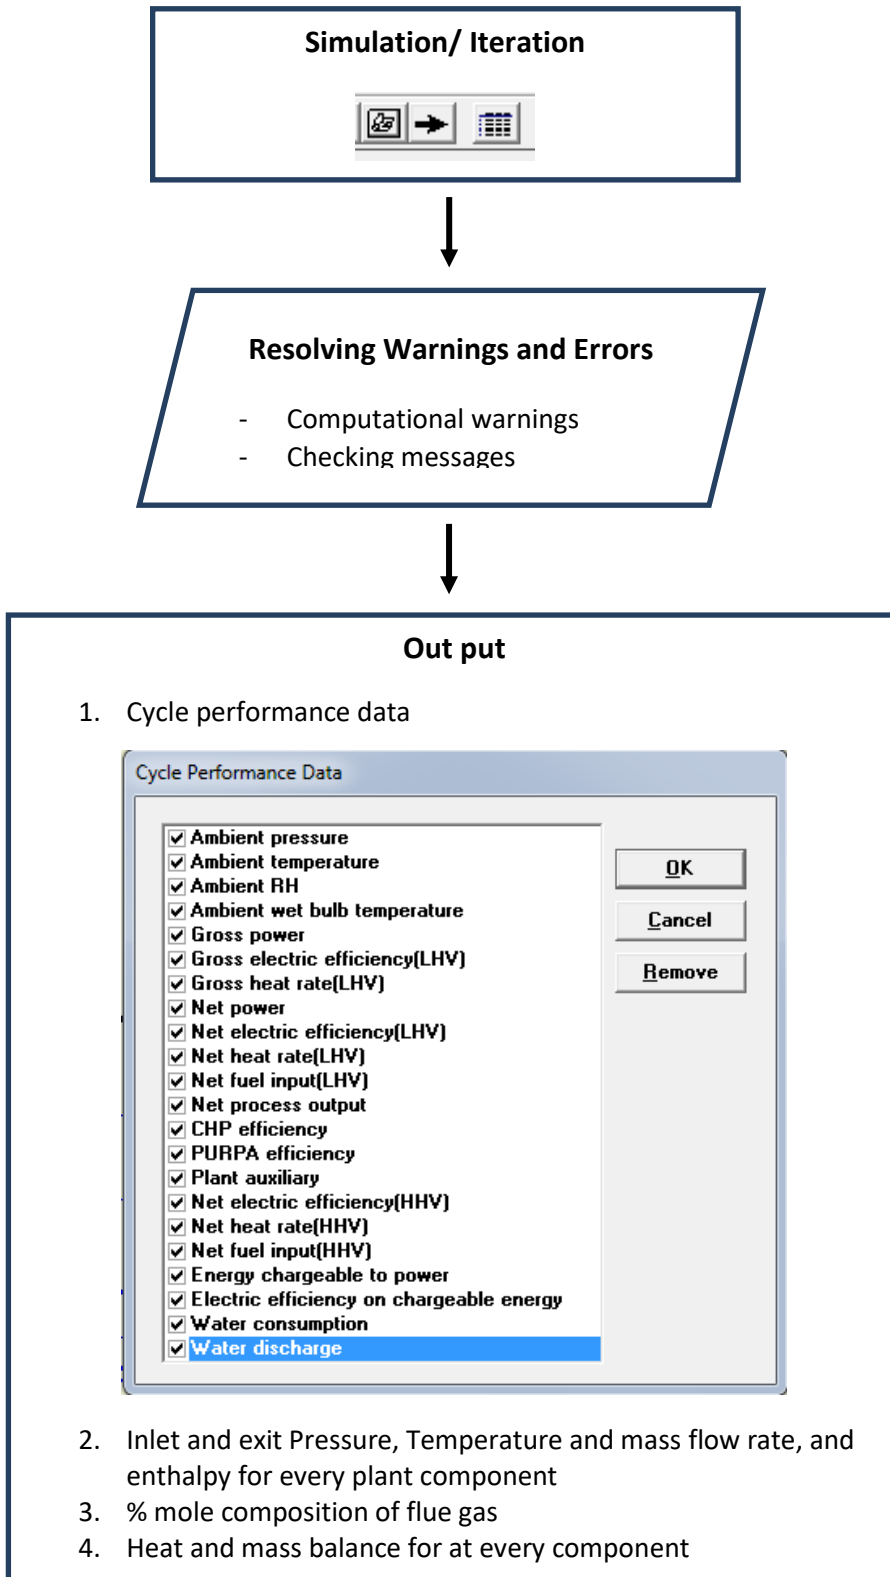 Simulation/ Iteration
Resolving Warnings and Errors
- Computational warnings
- Checking messages
Out put
1. Cycle performance data
Cycle Performance Data
Ambient pressure
Ambient temperature
Ambient RH
Ambient wet bulb temperature
Gross power
Gross electric efficiency(LHV)
Gross heat rate(LHV)
Net power
Net electric efficiency(LHV)
Net heat rate(LHV)
Net fuel input(LHV)
Net process output
CHP efficiency
PURPA efficiency
Plant auxiliary
Net electric efficiency(HHV)
Net heat rate(HHV)
Net fuel input(HHV)
Energy chargeable to power
Electric efficiency on chargeable energy
Water consumption
Water discharge
OK
Cancel
Remove
2. Inlet and exit Pressure, Temperature and mass flow rate, and
enthalpy for every plant component
3. % mole composition of flue gas
4. Heat and mass balance for at every component